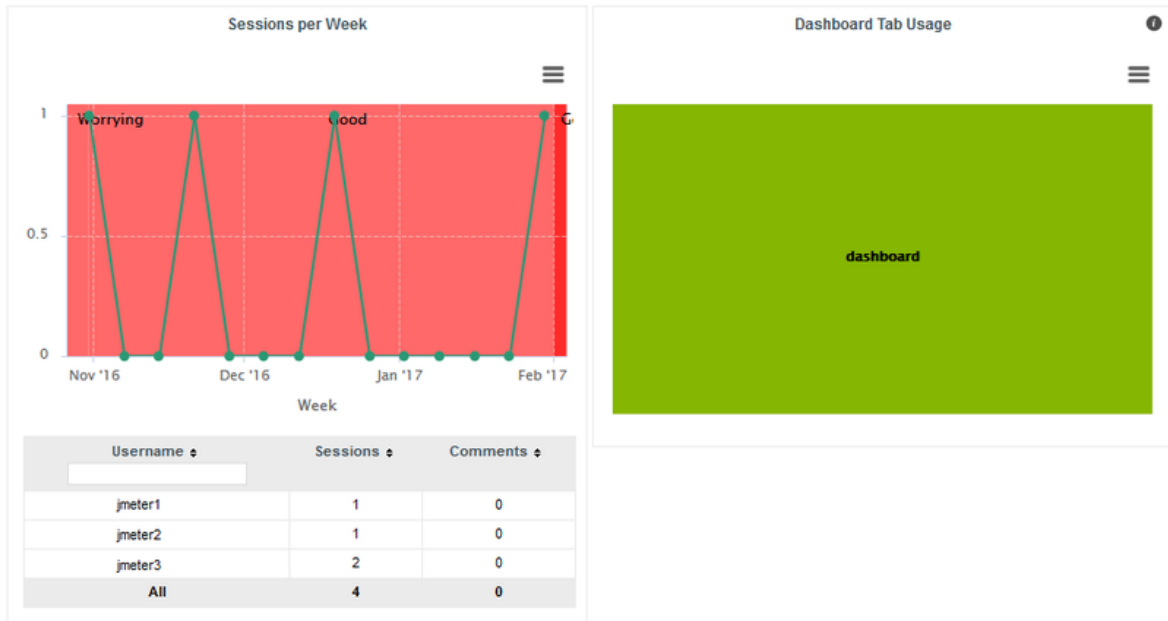 Sessions per Week
1
Worrying
Good
0.5
0
Nov '16 Dec '16 Jan '17 Feb '17
Week
Username Sessions Comments
jmeter1 1 0
jmeter2 1 0
jmeter3 2 0
All 4 0
Dashboard Tab Usage
dashboard